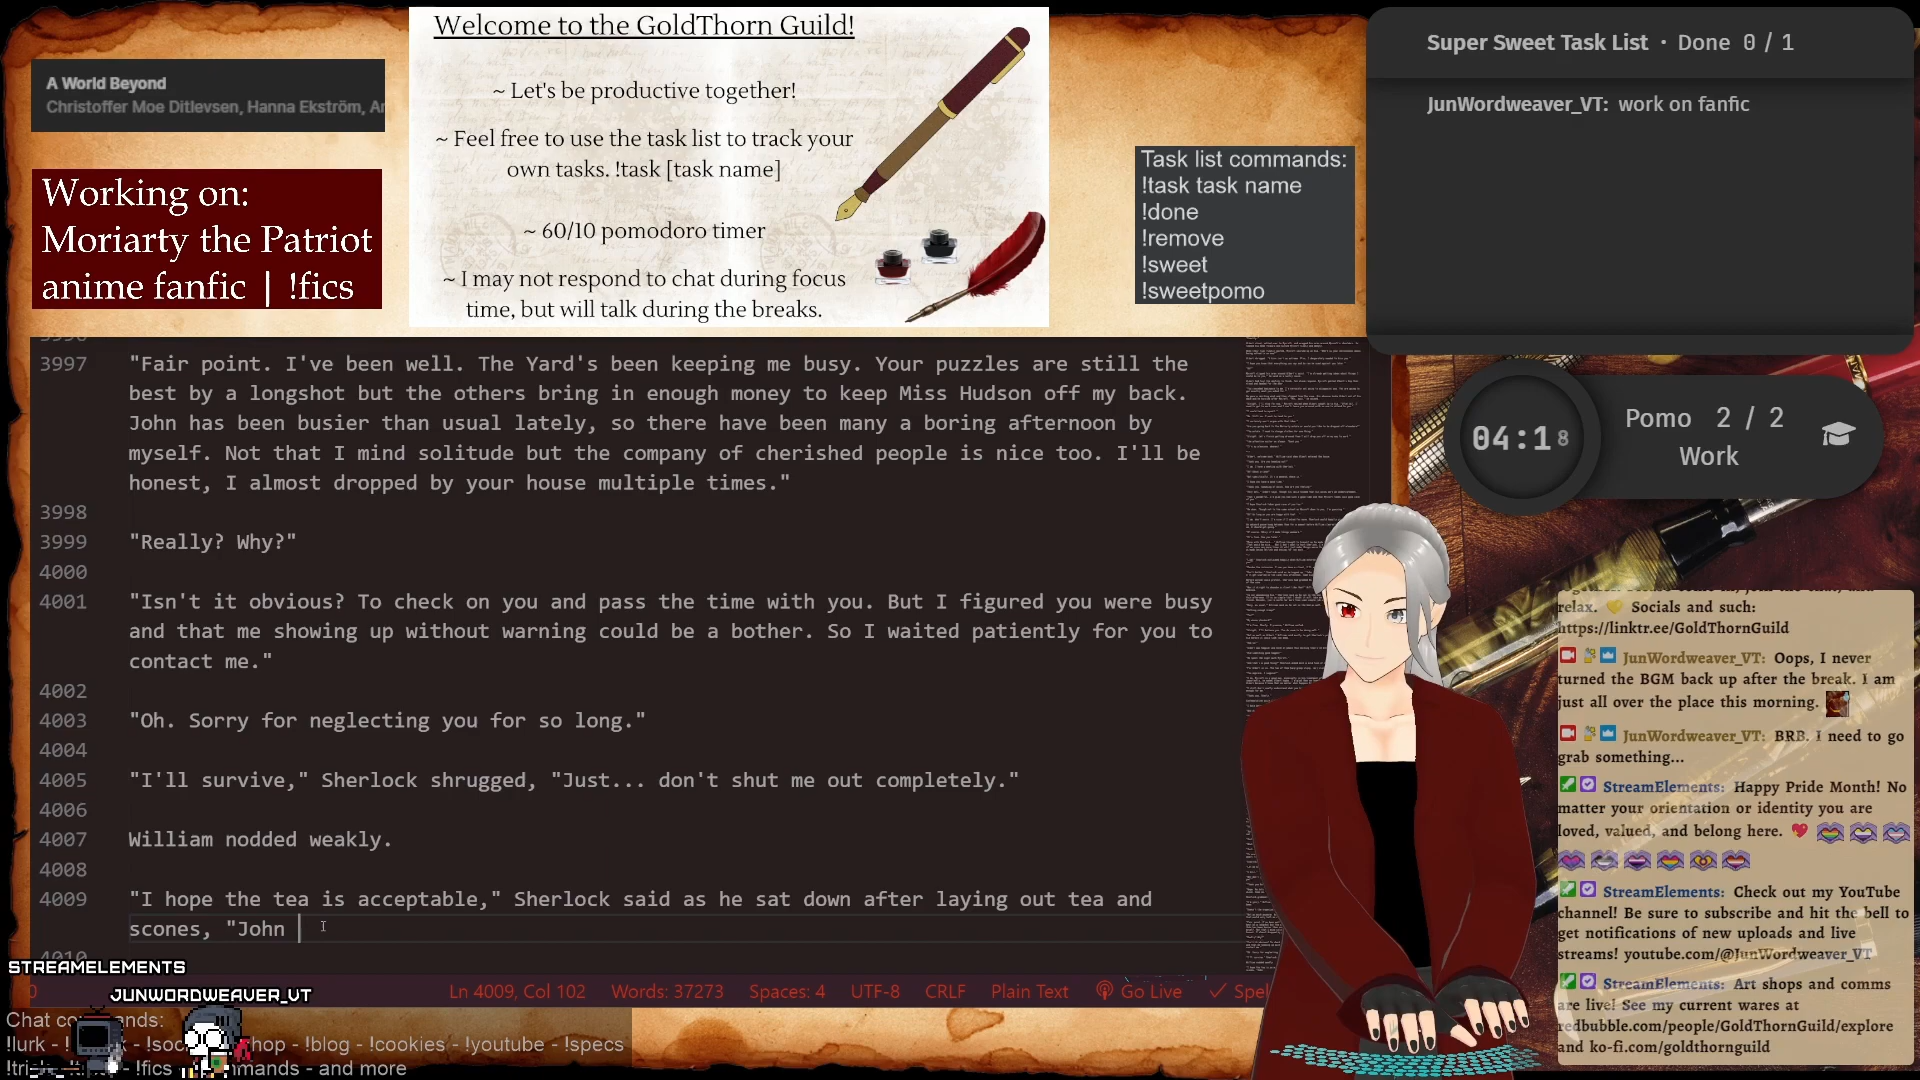 A World Beyond
Christoffer Moe Ditlevsen, Hanna Ekström, Ar
Working on:
Moriarty the Patriot
anime fanfic | !fics
Welcome to the GoldThorn Guild!
~ Let's be productive together!
~ Feel free to use the task list to track your
own tasks. !task [task name]
~ 60/10 pomodoro timer
~ I may not respond to chat during focus
time, but will talk during the breaks.
Task list commands:
!task task name
!done
!remove
!sweet
!sweetpomo
Super Sweet Task List · Done 0 / 1
JunWordweaver_VT: work on fanfic
04:18
Pomo 2 / 2
Work
3997 "Fair point. I've been well. The Yard's been keeping me busy. Your puzzles are still the
best by a longshot but the others bring in enough money to keep Miss Hudson off my back.
John has been busier than usual lately, so there have been many a boring afternoon by
myself. Not that I mind solitude but the company of cherished people is nice too. I'll be
honest, I almost dropped by your house multiple times."
3998
3999 "Really? Why?"
4000
4001 "Isn't it obvious? To check on you and pass the time with you. But I figured you were busy
and that me showing up without warning could be a bother. So I waited patiently for you to
contact me."
4002
4003 "Oh. Sorry for neglecting you for so long."
4004
4005 "I'll survive," Sherlock shrugged, "Just... don't shut me out completely."
4006
4007 William nodded weakly.
4008
4009 "I hope the tea is acceptable," Sherlock said as he sat down after laying out tea and
scones, "John
4010
Ln 4009, Col 102 Words: 37273 Spaces: 4 UTF-8 CRLF Plain Text Go Live Spel
relax. Socials and such:
https://linktr.ee/GoldThornGuild
JunWordweaver_VT: Oops, I never
turned the BGM back up after the break. I am
just all over the place this morning.
JunWordweaver_VT: BRB. I need to go
grab something...
StreamElements: Happy Pride Month! No
matter your orientation or identity you are
loved, valued, and belong here.
StreamElements: Check out my YouTube
channel! Be sure to subscribe and hit the bell to
get notifications of new uploads and live
streams! youtube.com/@JunWordweaver_VT
StreamElements: Art shops and comms
are live! See my current wares at
redbubble.com/people/GoldThornGuild/explore
and ko-fi.com/goldthornguild
STREAMELEMENTS
JUNWORDWEAVER_VT
Chat
!lurk - - - !blog - !cookies - !youtube - !specs
- !fics - and more